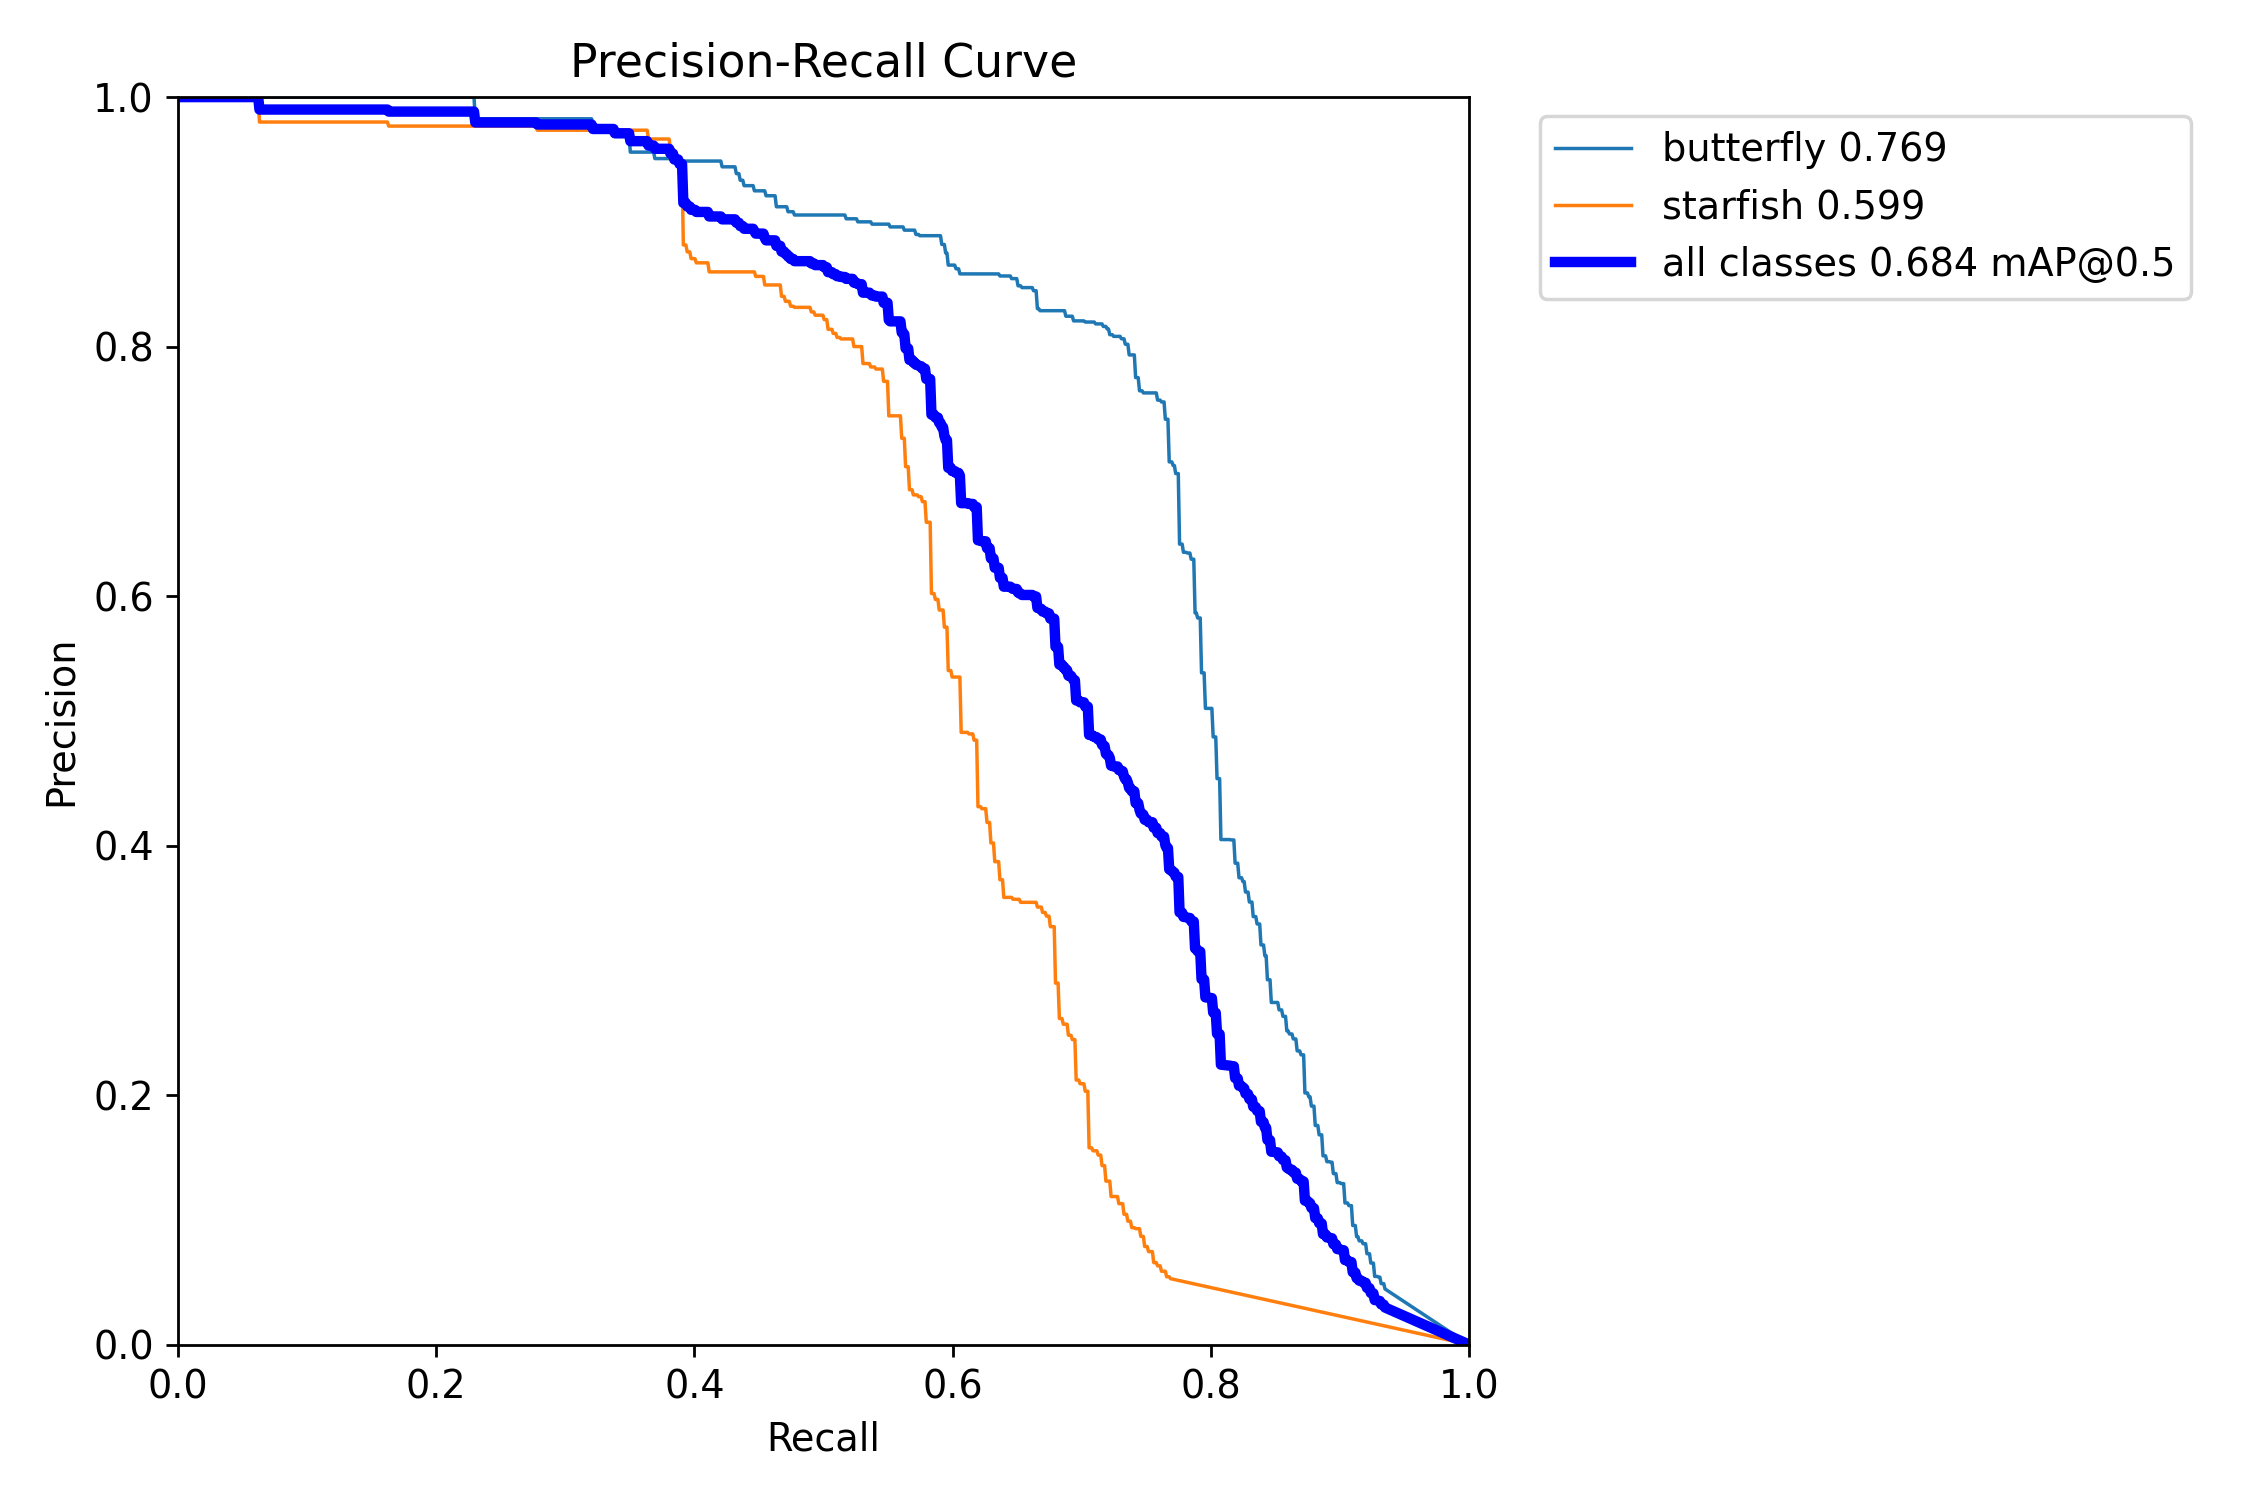 Precision-Recall Curve
butterfly 0.769
starfish 0.599
all classes 0.684 mAP@0.5
Precision
1.0
0.8
0.6
0.4
0.2
0.0
0.0 0.2 0.4 0.6 0.8 1.0
Recall